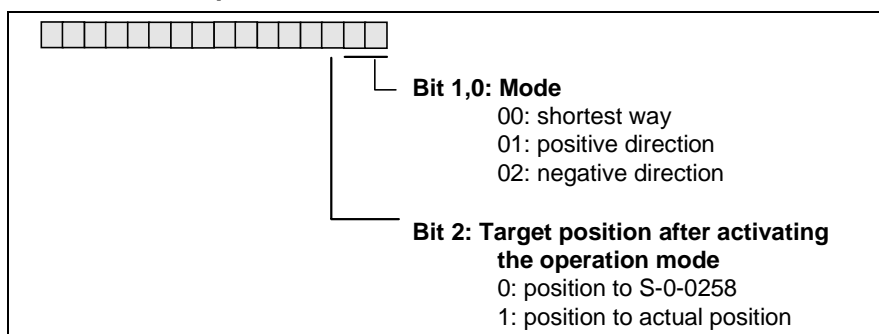 Bit 1,0: Mode
00: shortest way
01: positive direction
02: negative direction
Bit 2: Target position after activating
the operation mode
0: position to S-0-0258
1: position to actual position